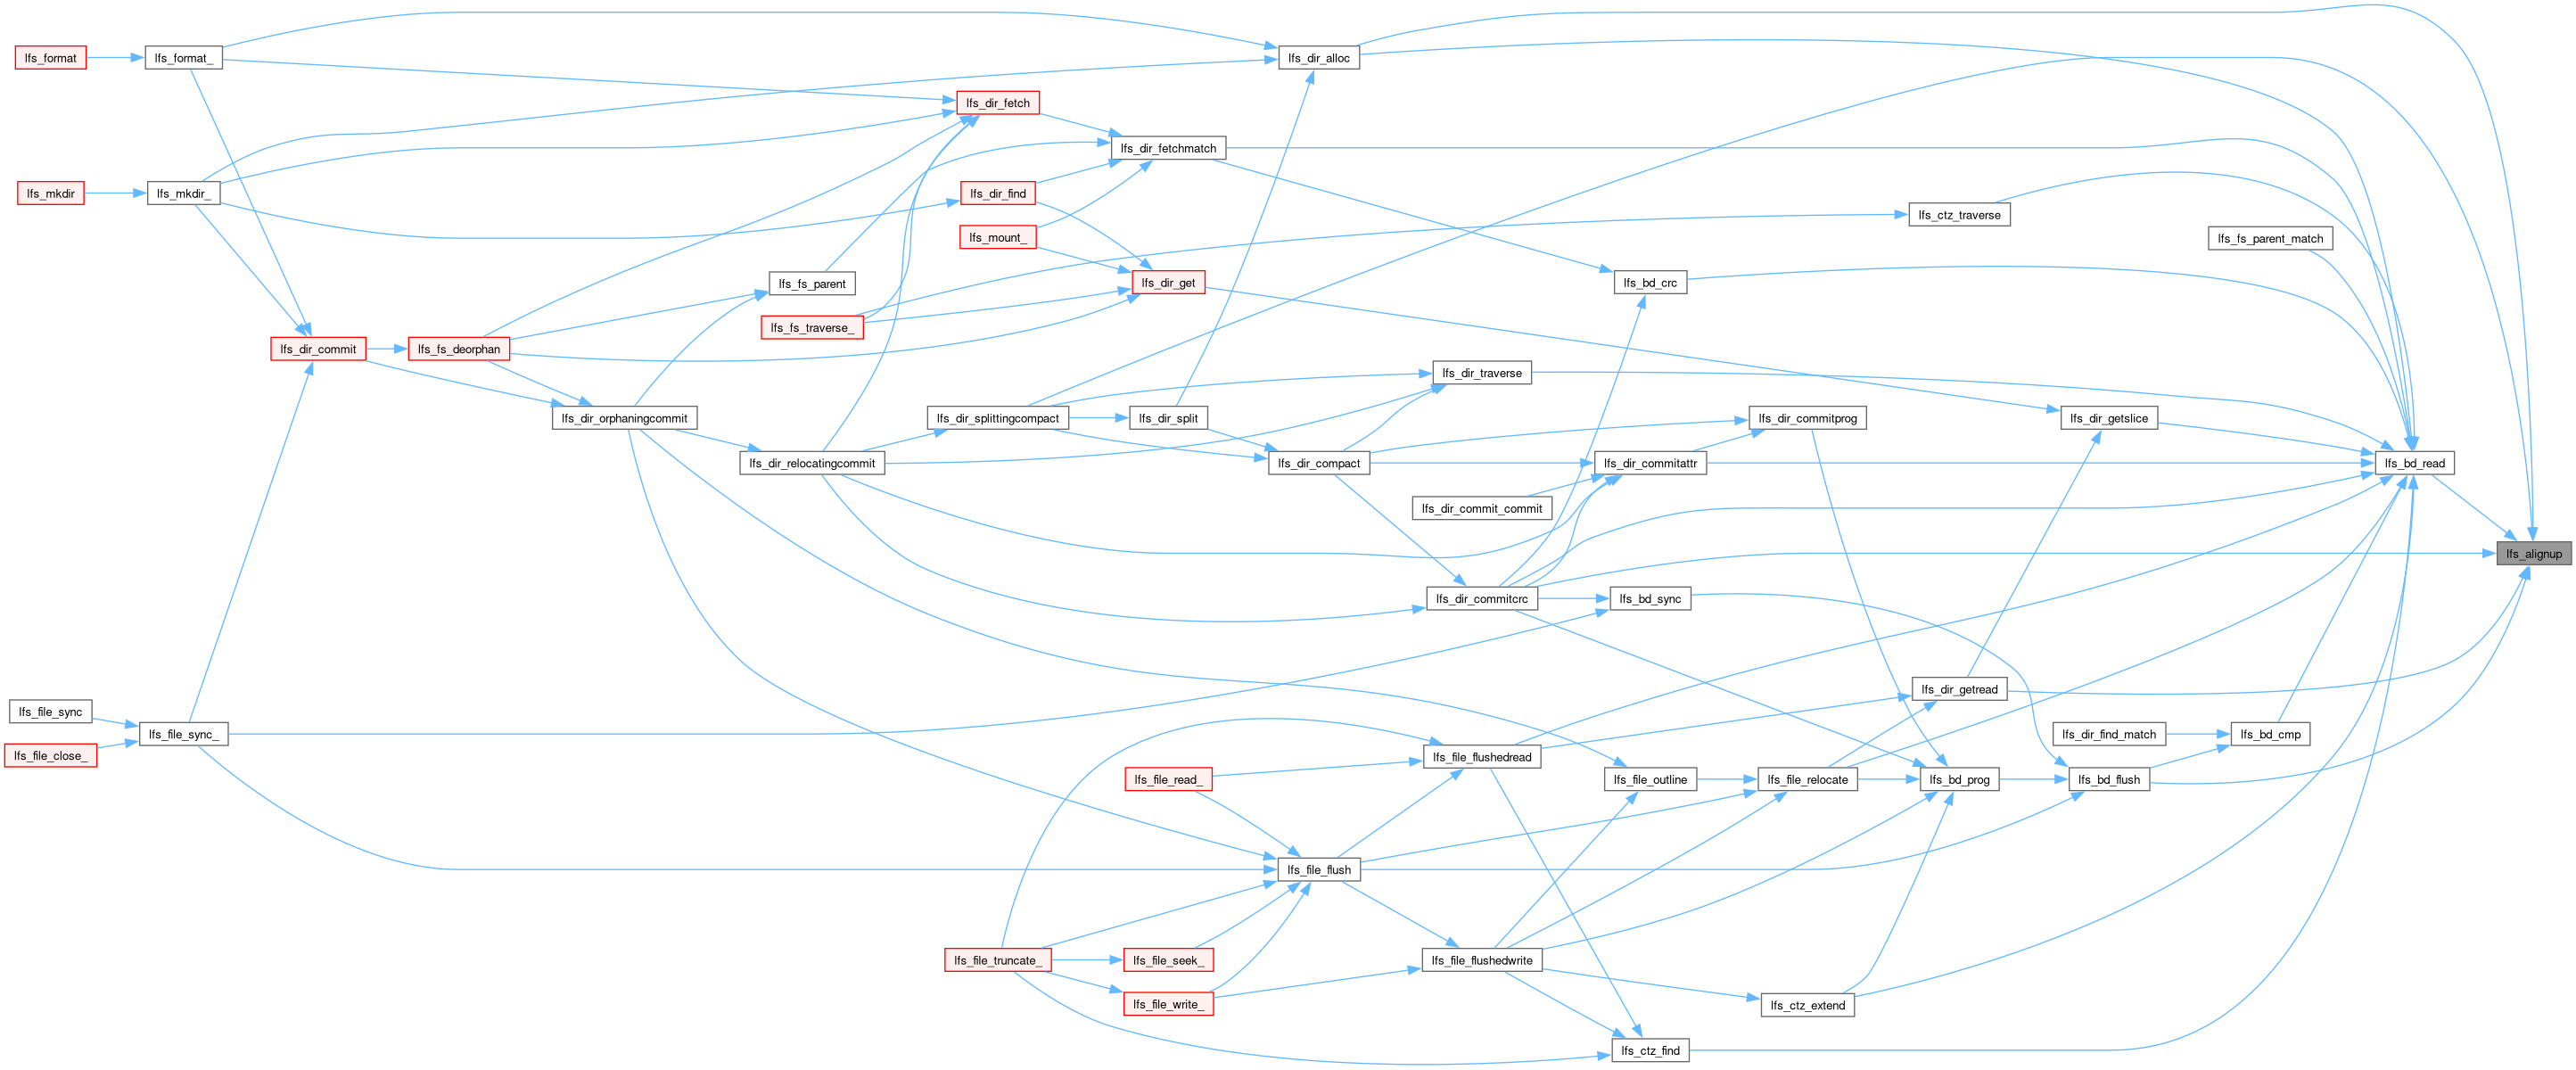 lfs_format
lfs_format_
lfs_dir_alloc
lfs_dir_fetch
lfs_dir_fetchmatch
lfs_mkdir
lfs_mkdir_
lfs_dir_find
lfs_ctz_traverse
lfs_mount_
lfs_fs_parent_match
lfs_fs_parent
lfs_dir_get
lfs_bd_crc
lfs_fs_traverse_
lfs_dir_commit
lfs_fs_deorphan
lfs_dir_traverse
lfs_dir_orphaningcommit
lfs_dir_splittingcompact
lfs_dir_split
lfs_dir_commitprog
lfs_dir_getslice
lfs_dir_relocatingcommit
lfs_dir_compact
lfs_dir_commitattr
lfs_bd_read
lfs_dir_commit_commit
lfs_alignup
lfs_dir_commitcrc
lfs_bd_sync
lfs_dir_getread
lfs_file_sync
lfs_file_sync_
lfs_dir_find_match
lfs_bd_cmp
lfs_file_close_
lfs_file_flushedread
lfs_file_read_
lfs_file_outline
lfs_file_relocate
lfs_bd_prog
lfs_bd_flush
lfs_file_flush
lfs_file_truncate_
lfs_file_seek_
lfs_file_flushedwrite
lfs_file_write_
lfs_ctz_extend
lfs_ctz_find